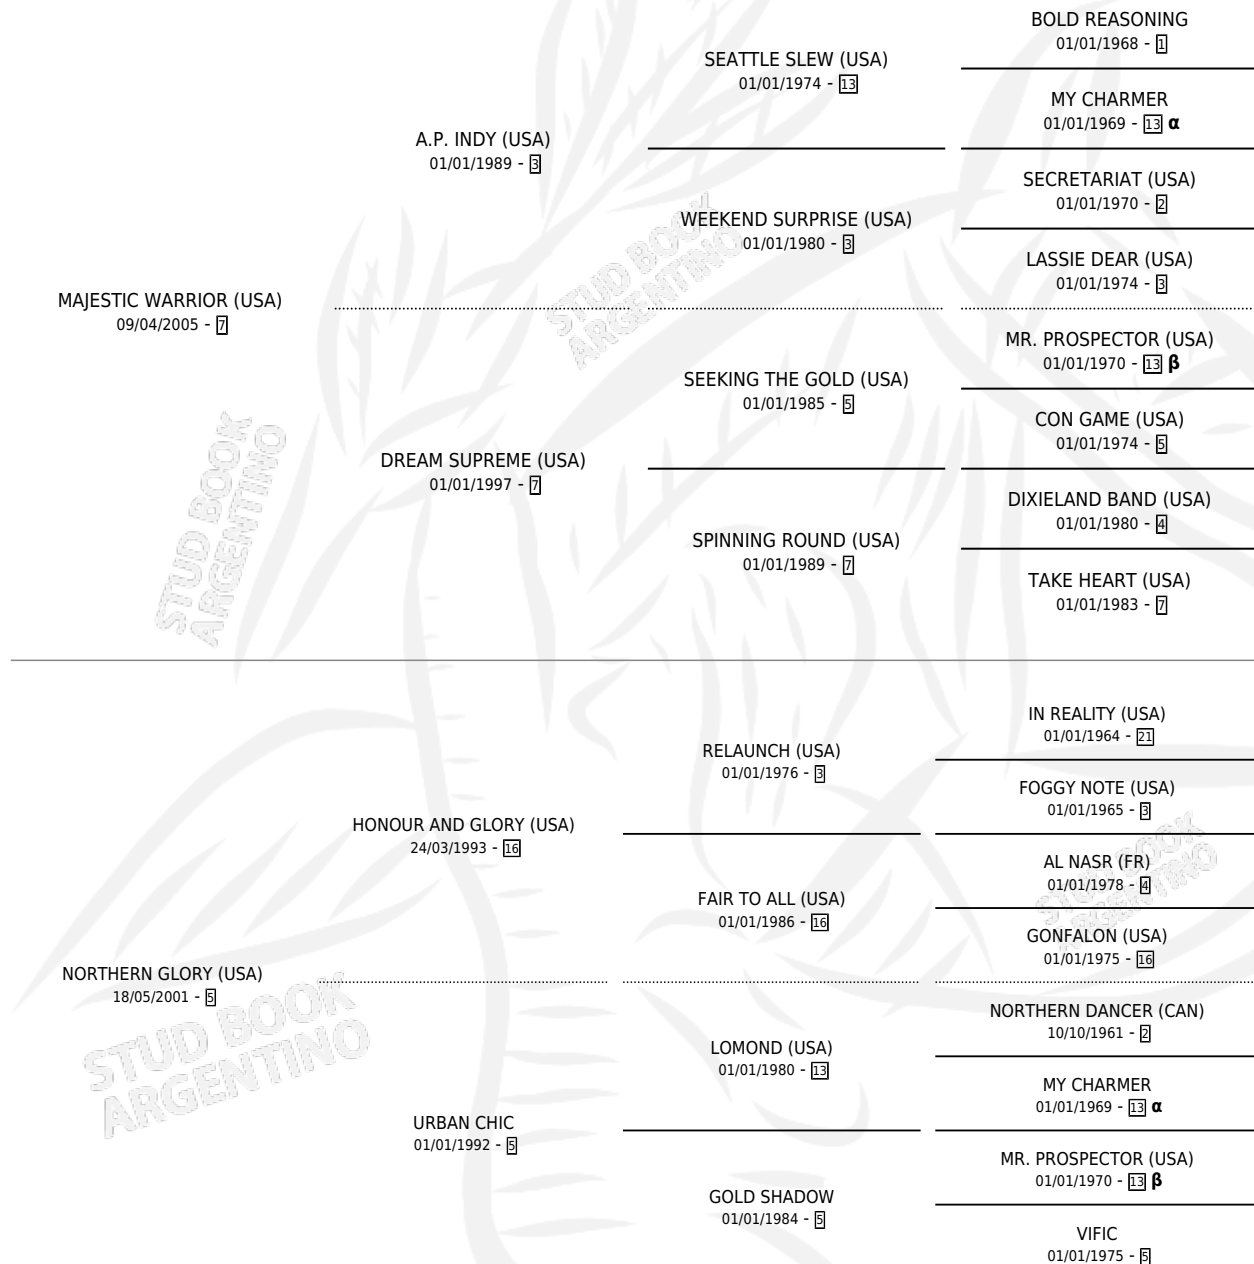 BOLD REASONING
01/01/1968 - 1
SEATTLE SLEW (USA)
01/01/1974 - 13
MY CHARMER
01/01/1969 - 13 α
A.P. INDY (USA)
01/01/1989 - 3
SECRETARIAT (USA)
01/01/1970 - 2
WEEKEND SURPRISE (USA)
01/01/1980 - 3
LASSIE DEAR (USA)
01/01/1974 - 3
MAJESTIC WARRIOR (USA)
09/04/2005 - 7
MR. PROSPECTOR (USA)
01/01/1970 - 13 β
SEEKING THE GOLD (USA)
01/01/1985 - 5
CON GAME (USA)
01/01/1974 - 5
DREAM SUPREME (USA)
01/01/1997 - 7
DIXIELAND BAND (USA)
01/01/1980 - 4
SPINNING ROUND (USA)
01/01/1989 - 7
TAKE HEART (USA)
01/01/1983 - 7
STUD BOOK
ARGENTINO
STUD BOOK
ARGENTINO
IN REALITY (USA)
01/01/1964 - 21
RELAUNCH (USA)
01/01/1976 - 3
FOGGY NOTE (USA)
01/01/1965 - 3
HONOUR AND GLORY (USA)
24/03/1993 - 16
AL NASR (FR)
01/01/1978 - 4
FAIR TO ALL (USA)
01/01/1986 - 16
GONFALON (USA)
01/01/1975 - 16
NORTHERN GLORY (USA)
18/05/2001 - 5
NORTHERN DANCER (CAN)
10/10/1961 - 2
LOMOND (USA)
01/01/1980 - 13
MY CHARMER
01/01/1969 - 13 α
URBAN CHIC
01/01/1992 - 5
MR. PROSPECTOR (USA)
01/01/1970 - 13 β
GOLD SHADOW
01/01/1984 - 5
VIFIC
01/01/1975 - 5
STUD BOOK
ARGENTINO
STUD BOOK
ARGENTINO